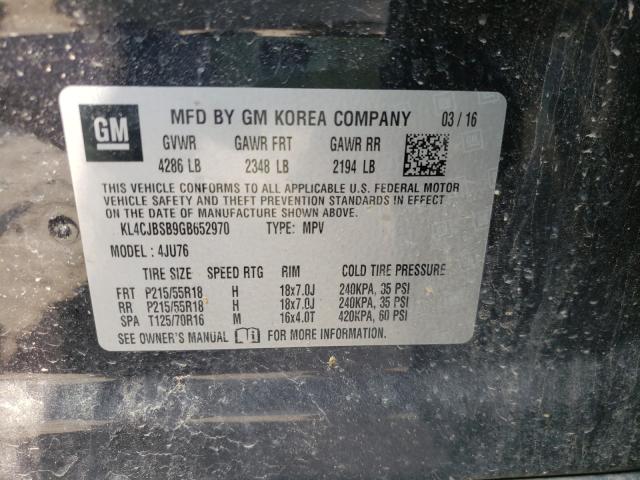 GM MFD BY GM KOREA COMPANY 03/16
GVWR GAWR FRT GAWR RR
4286 LB 2348 LB 2194 LB
THIS VEHICLE CONFORMS TO ALL APPLICABLE U.S. FEDERAL MOTOR
VEHICLE SAFETY AND THEFT PREVENTION STANDARDS IN EFFECT
ON THE DATE OF MANUFACTURE SHOWN ABOVE.
KL4CJBSB9GB652970 TYPE: MPV
MODEL: 4JU76
TIRE SIZE SPEED RTG RIM COLD TIRE PRESSURE
FRT P215/55R18 H 18x7.0J 240KPA, 35 PSI
RR P215/55R18 H 18x7.0J 240KPA, 35 PSI
SPA T125/70R16 M 16x4.0T 420KPA, 60 PSI
SEE OWNER'S MANUAL FOR MORE INFORMATION.